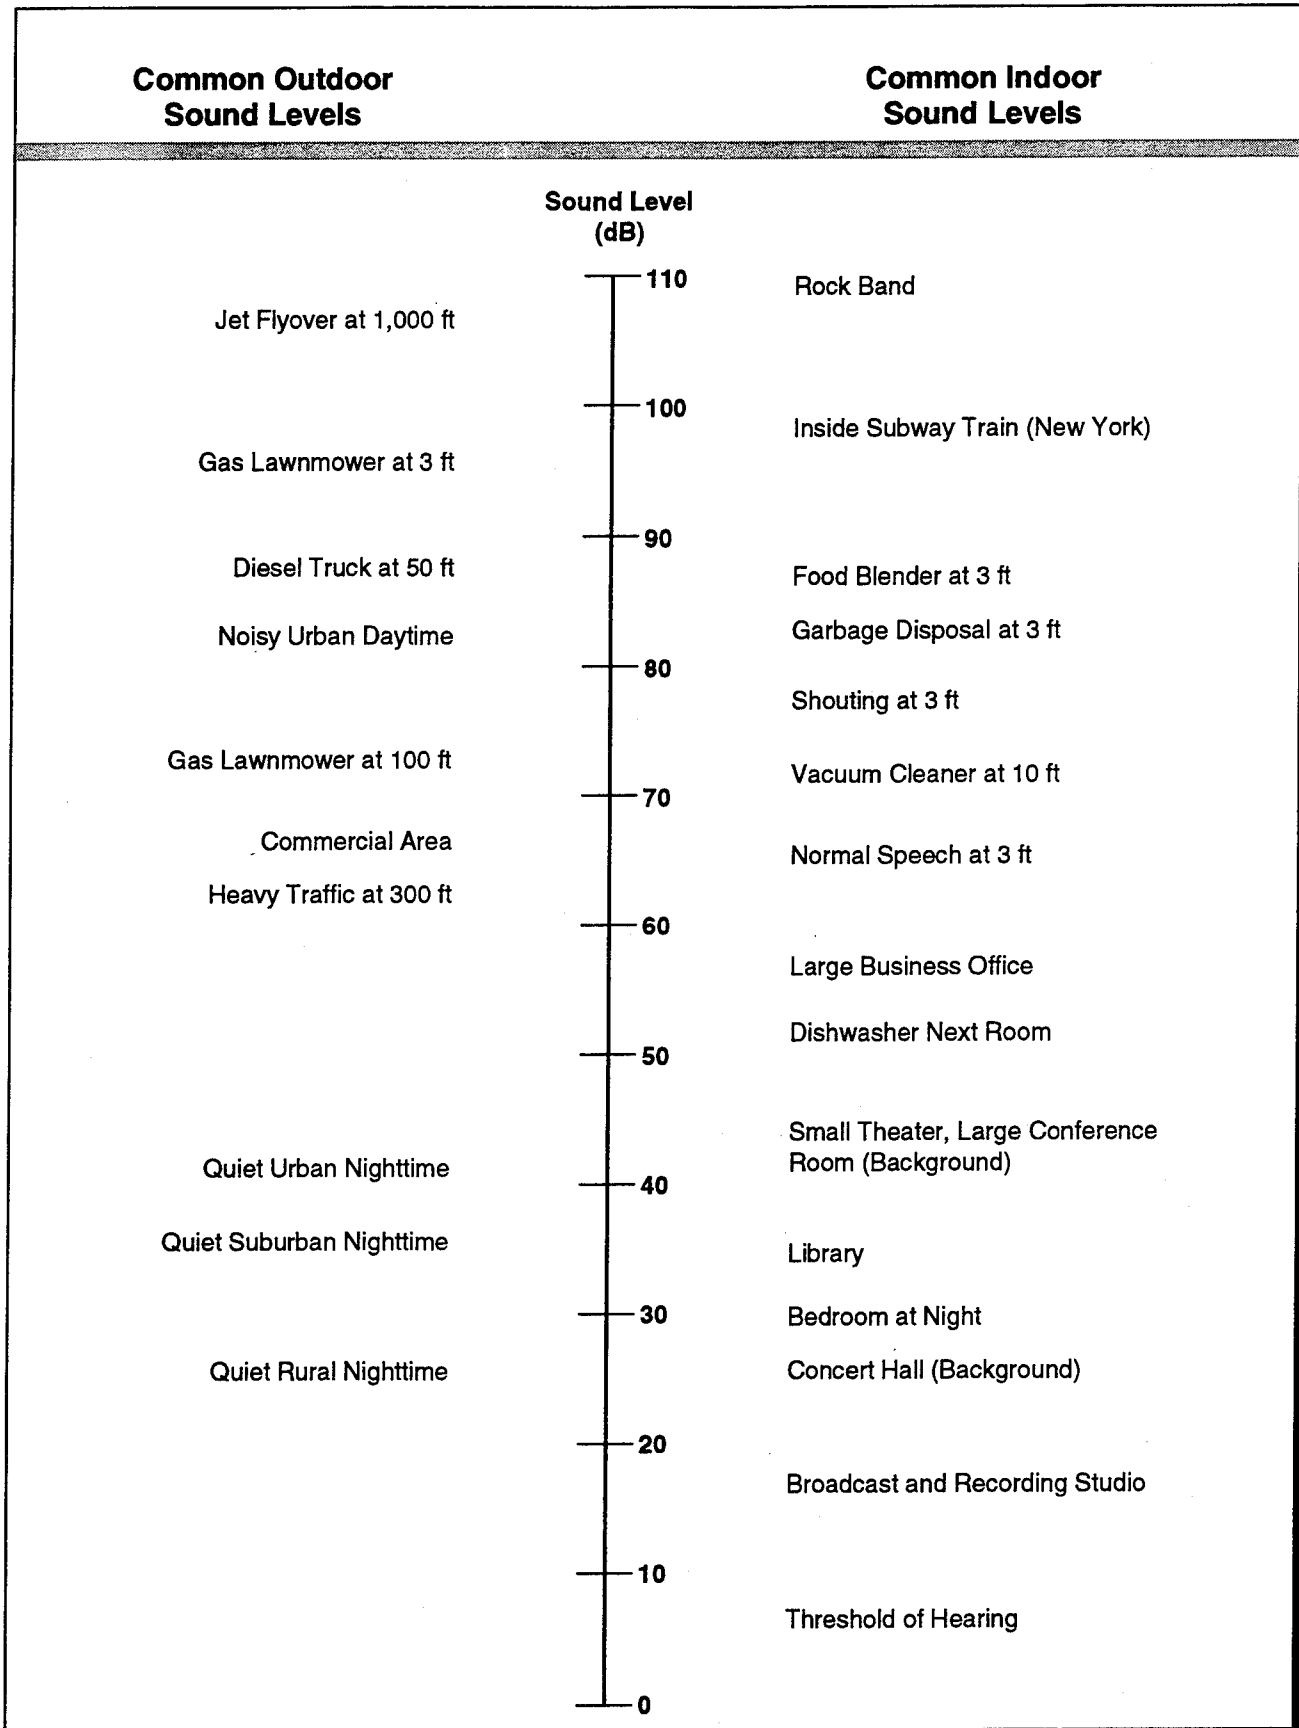 Common Outdoor
Sound Levels
Common Indoor
Sound Levels
Sound Level
(dB)
110
Rock Band
Jet Flyover at 1,000 ft
100
Inside Subway Train (New York)
Gas Lawnmower at 3 ft
90
Diesel Truck at 50 ft
Food Blender at 3 ft
Noisy Urban Daytime
Garbage Disposal at 3 ft
80
Shouting at 3 ft
Gas Lawnmower at 100 ft
Vacuum Cleaner at 10 ft
70
Commercial Area
Normal Speech at 3 ft
Heavy Traffic at 300 ft
60
Large Business Office
Dishwasher Next Room
50
Small Theater, Large Conference
Room (Background)
Quiet Urban Nighttime
40
Quiet Suburban Nighttime
Library
30
Bedroom at Night
Quiet Rural Nighttime
Concert Hall (Background)
20
Broadcast and Recording Studio
10
Threshold of Hearing
0